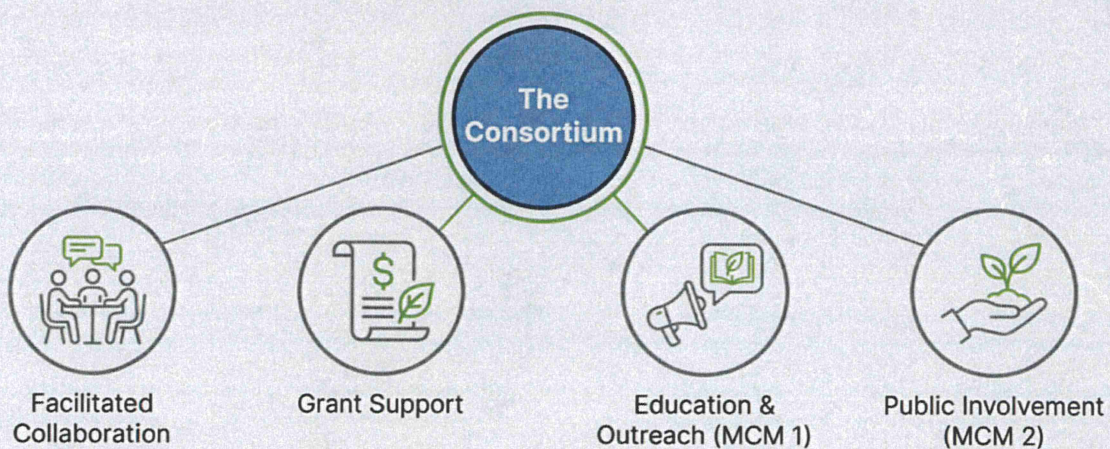 The
Consortium
$
Facilitated
Collaboration
Grant Support
Education &
Outreach (MCM 1)
Public Involvement
(MCM 2)